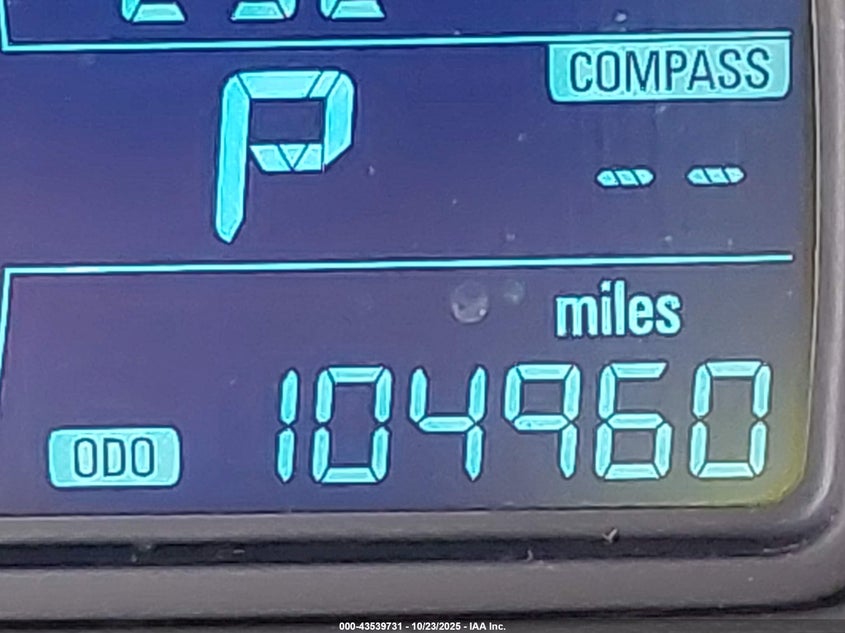 COMPASS
P
-- --
miles
ODO 104960
000-43539731 - 10/23/2025 - IAA Inc.